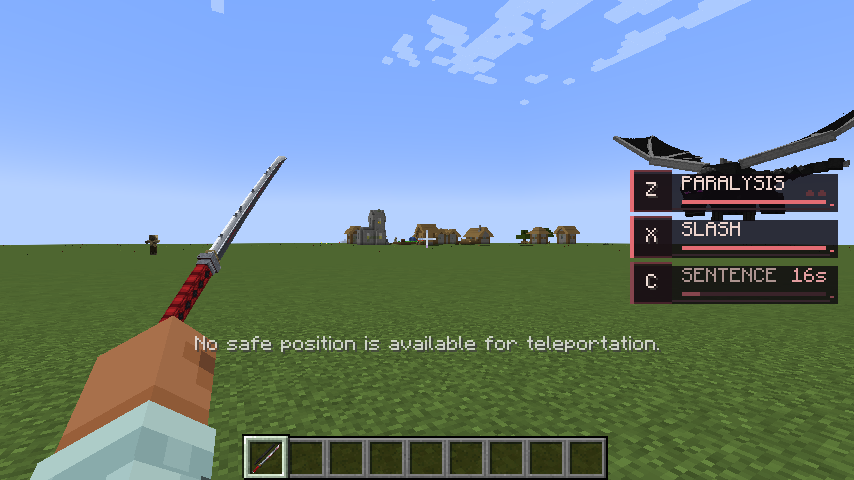 Z PARALYSIS
X SLASH
C SENTENCE 16s
No safe position is available for teleportation.